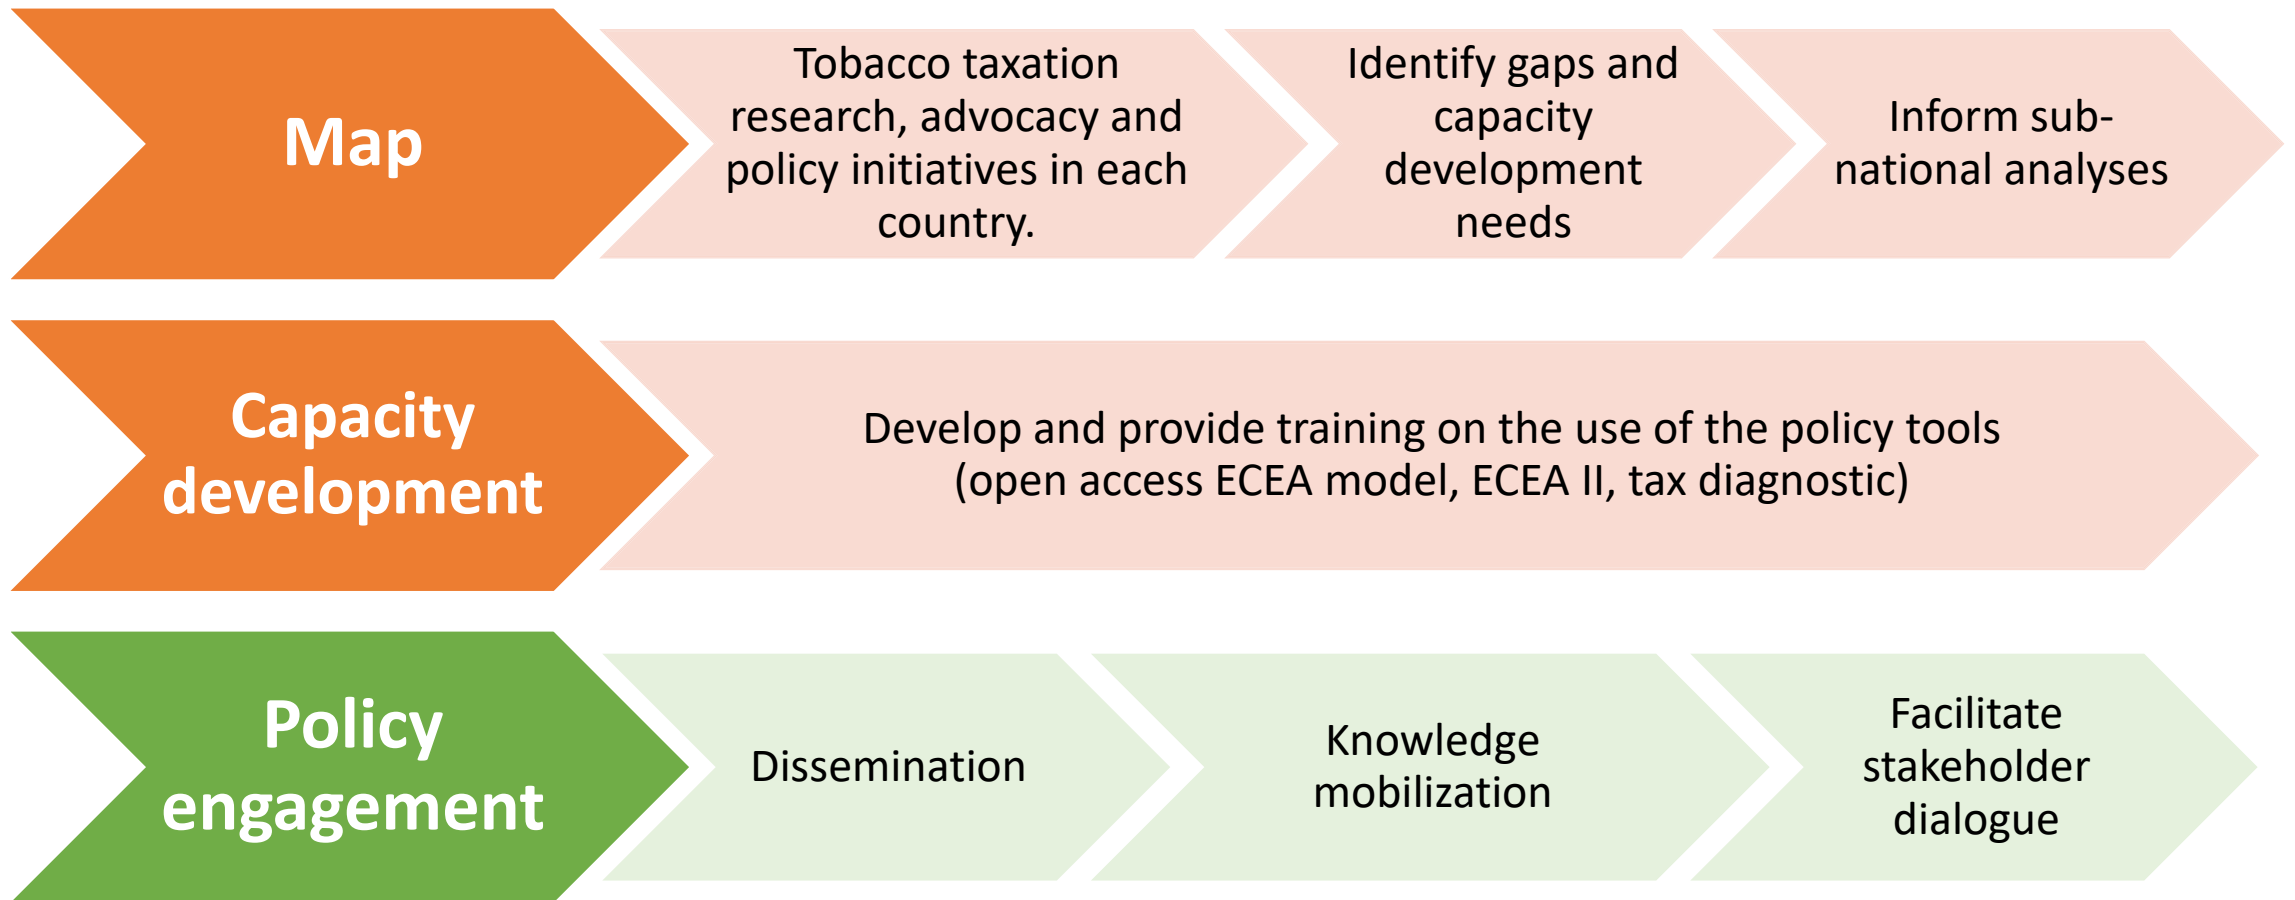 Map
Tobacco taxation
research, advocacy and
policy initiatives in each
country.
Identify gaps and
capacity
development
needs
Inform sub-
national analyses
Capacity
development
Develop and provide training on the use of the policy tools
(open access ECEA model, ECEA II, tax diagnostic)
Policy
engagement
Dissemination
Knowledge
mobilization
Facilitate
stakeholder
dialogue